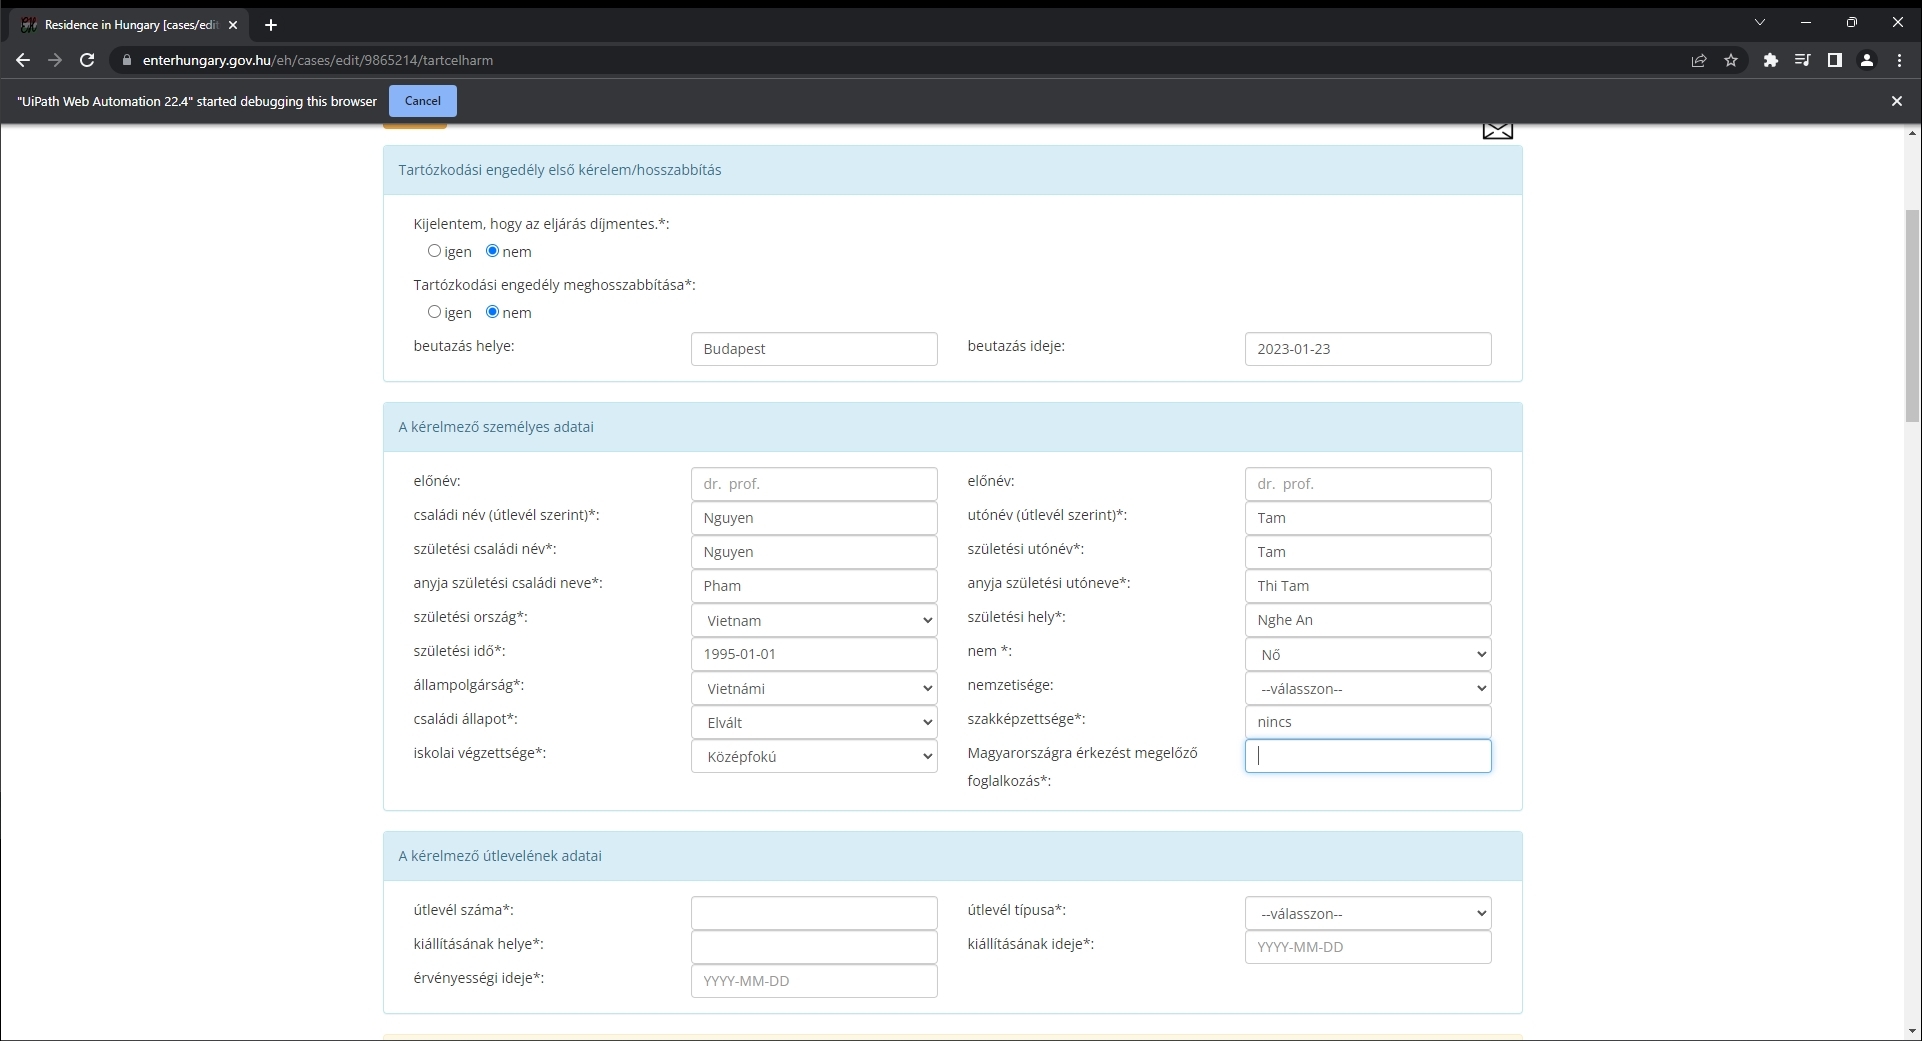 Residence in Hungary [cases/edit
enterhungary.gov.hu/eh/cases/edit/9865214/tartcelharm
"UiPath Web Automation 22.4" started debugging this browser Cancel
Tartózkodási engedély első kérelem/hosszabbítás
Kijelentem, hogy az eljárás díjmentes.*:
igen nem
Tartózkodási engedély meghosszabbítása*:
igen nem
beutazás helye: Budapest beutazás ideje: 2023-01-23
A kérelmező személyes adatai
előnév: dr. prof. előnév: dr. prof.
családi név (útlevél szerint)*: Nguyen utónév (útlevél szerint)*: Tam
születési családi név*: Nguyen születési utónév*: Tam
anyja születési családi neve*: Pham anyja születési utóneve*: Thi Tam
születési ország*: Vietnam születési hely*: Nghe An
születési idő*: 1995-01-01 nem *: Nő
állampolgárság*: Vietnámi nemzetisége: --válasszon--
családi állapot*: Elvált szakképzettsége*: nincs
iskolai végzettsége*: Középfokú Magyarországra érkezést megelőző
foglalkozás*:
A kérelmező útlevelének adatai
útlevél száma*: útlevél típusa*: --válasszon--
kiállításának helye*: kiállításának ideje*: YYYY-MM-DD
érvényességi ideje*: YYYY-MM-DD